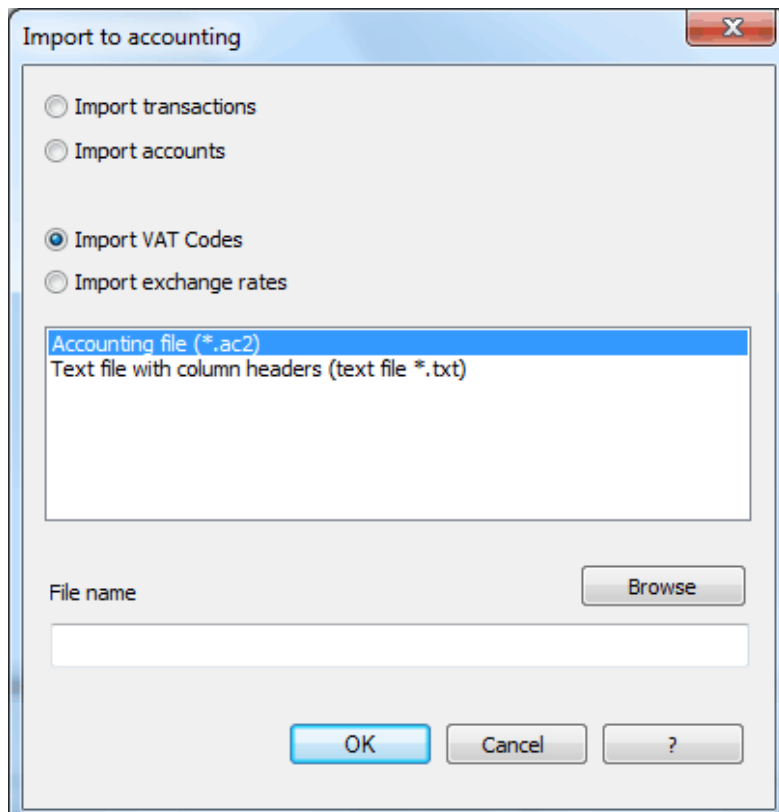 Import to accounting
X
Import transactions
Import accounts
Import VAT Codes
Import exchange rates
Accounting file (*.ac2)
Text file with column headers (text file *.txt)
File name
Browse
OK
Cancel
?